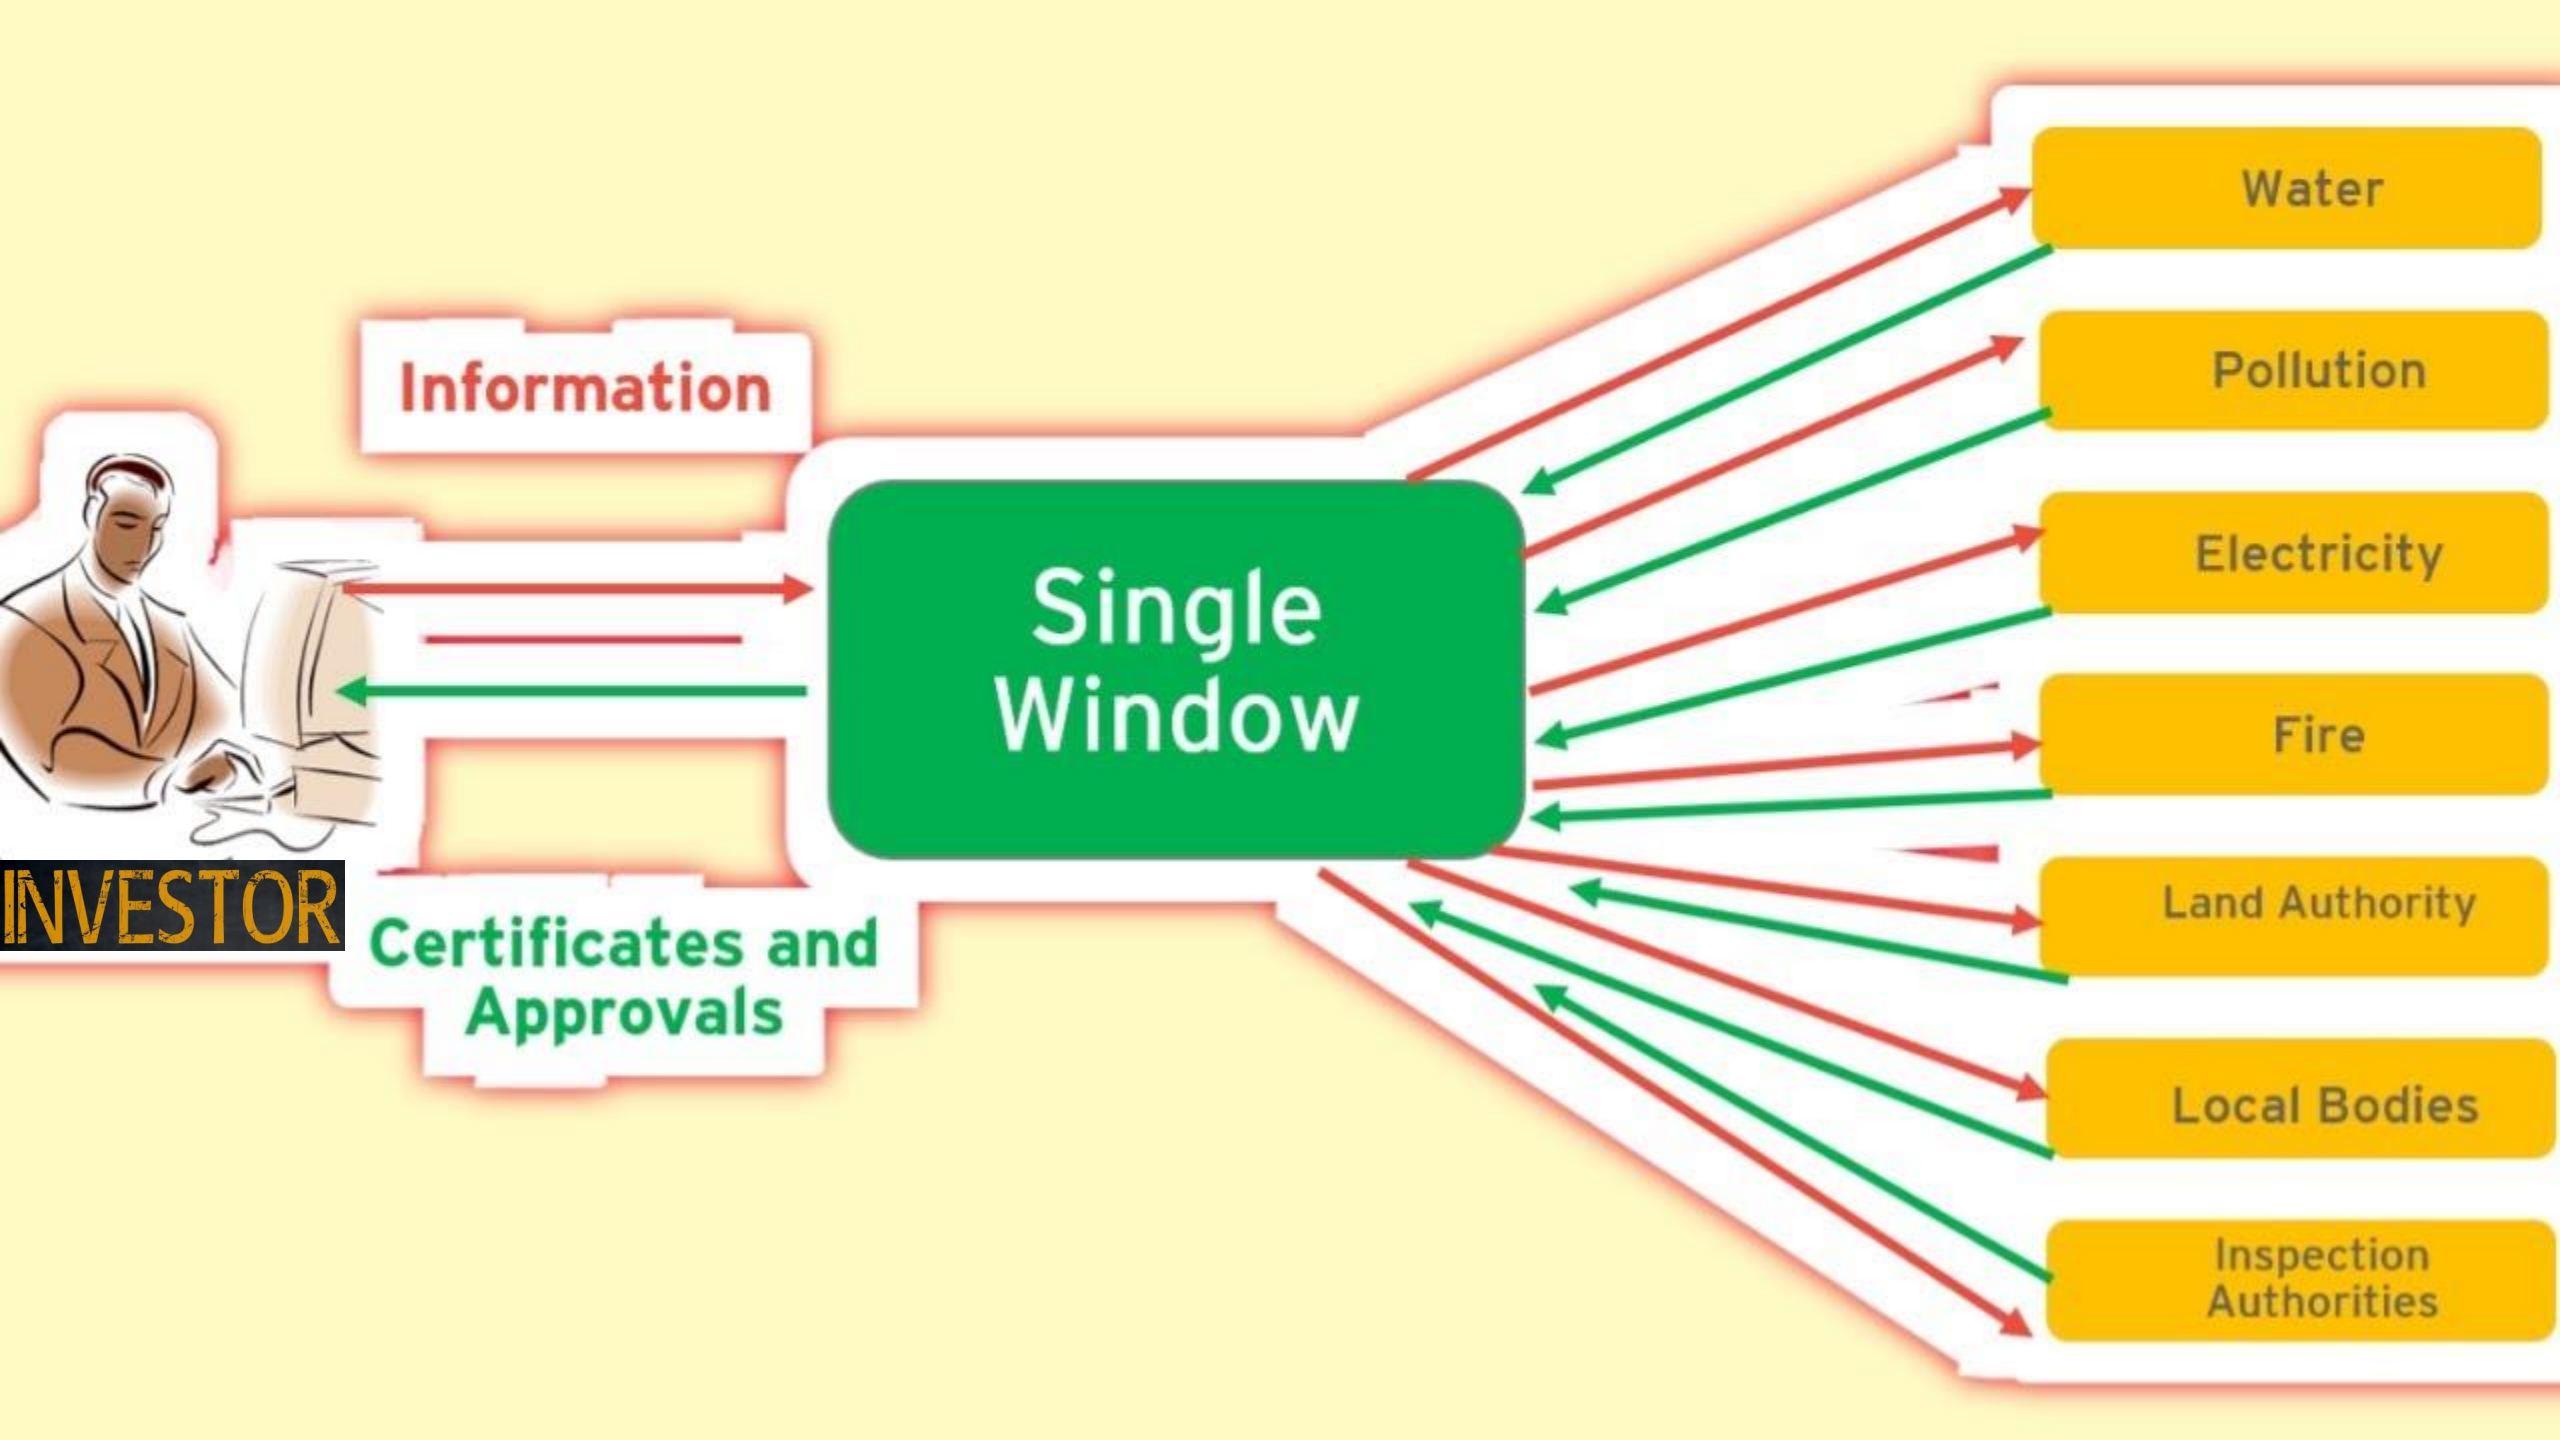 Information
INVESTOR
Certificates and
Approvals
Single
Window
Water
Pollution
Electricity
Fire
Land Authority
Local Bodies
Inspection
Authorities